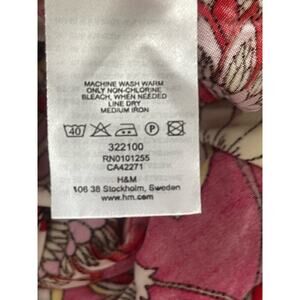 MACHINE WASH WARM
ONLY NON-CHLORINE
BLEACH, WHEN NEEDED
LINE DRY
MEDIUM IRON
40 P
322100
RN0101255
CA42271
H&M
106 38 Stockholm, Sweden
www.hm.com